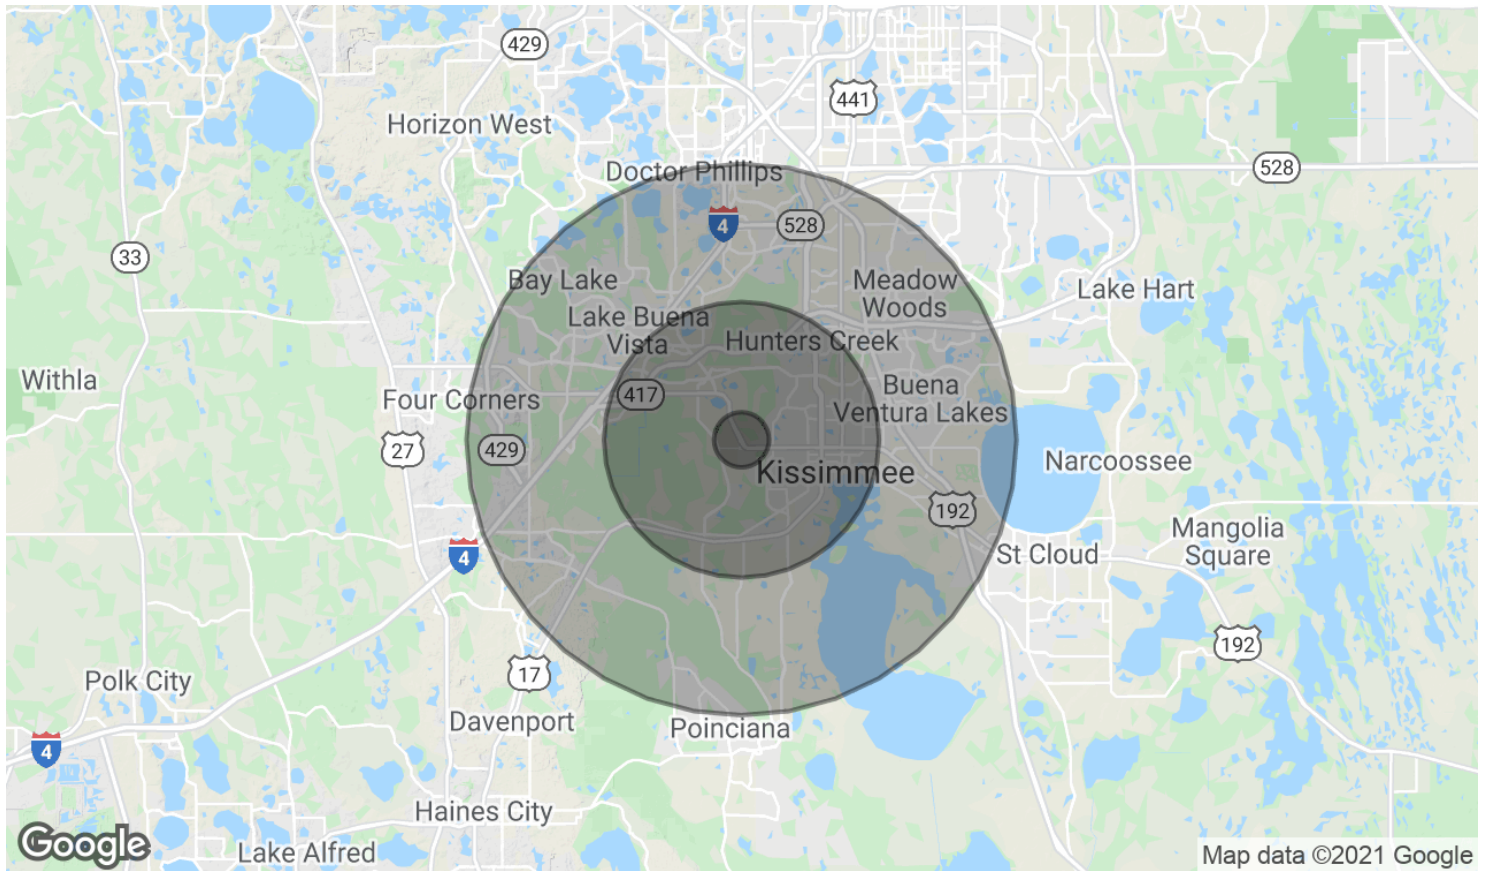 429
441
Horizon West
Doctor Phillips
528
4
528
33
Bay Lake
Meadow
Woods
Lake Hart
Lake Buena
Vista
Hunters Creek
Withla
Four Corners
417
Buena
Ventura Lakes
27
429
Kissimmee
Narcoossee
192
Mangolia
Square
4
St Cloud
192
17
Polk City
Davenport
Poinciana
4
Haines City
Google
Lake Alfred
Map data ©2021 Google